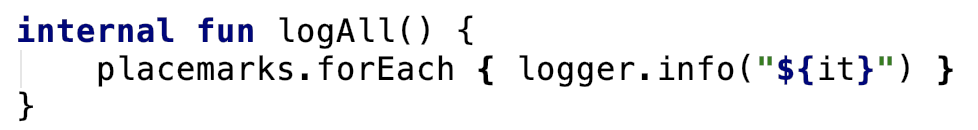 internal fun logAll() {
    placemarks.forEach { logger.info("${it}") }
}